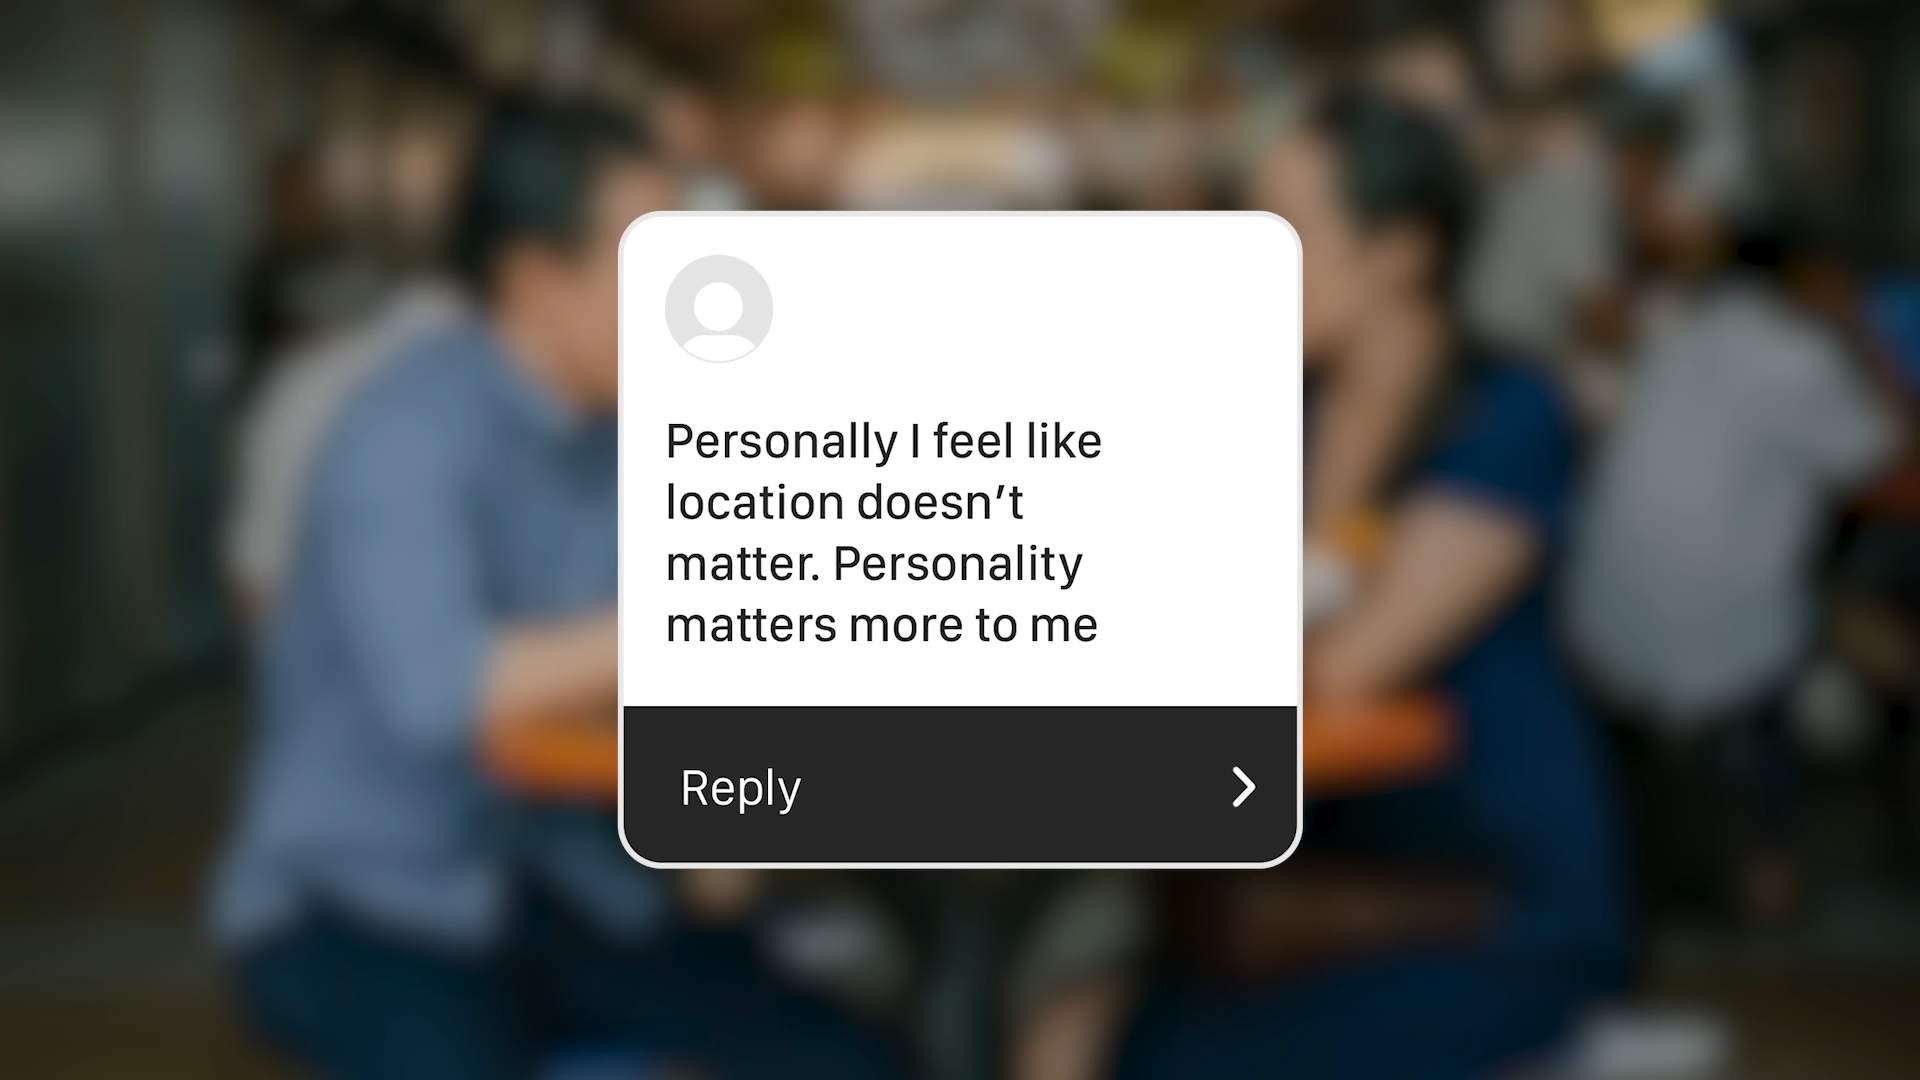 Personally I feel like
location doesn’t
matter. Personality
matters more to me
Reply